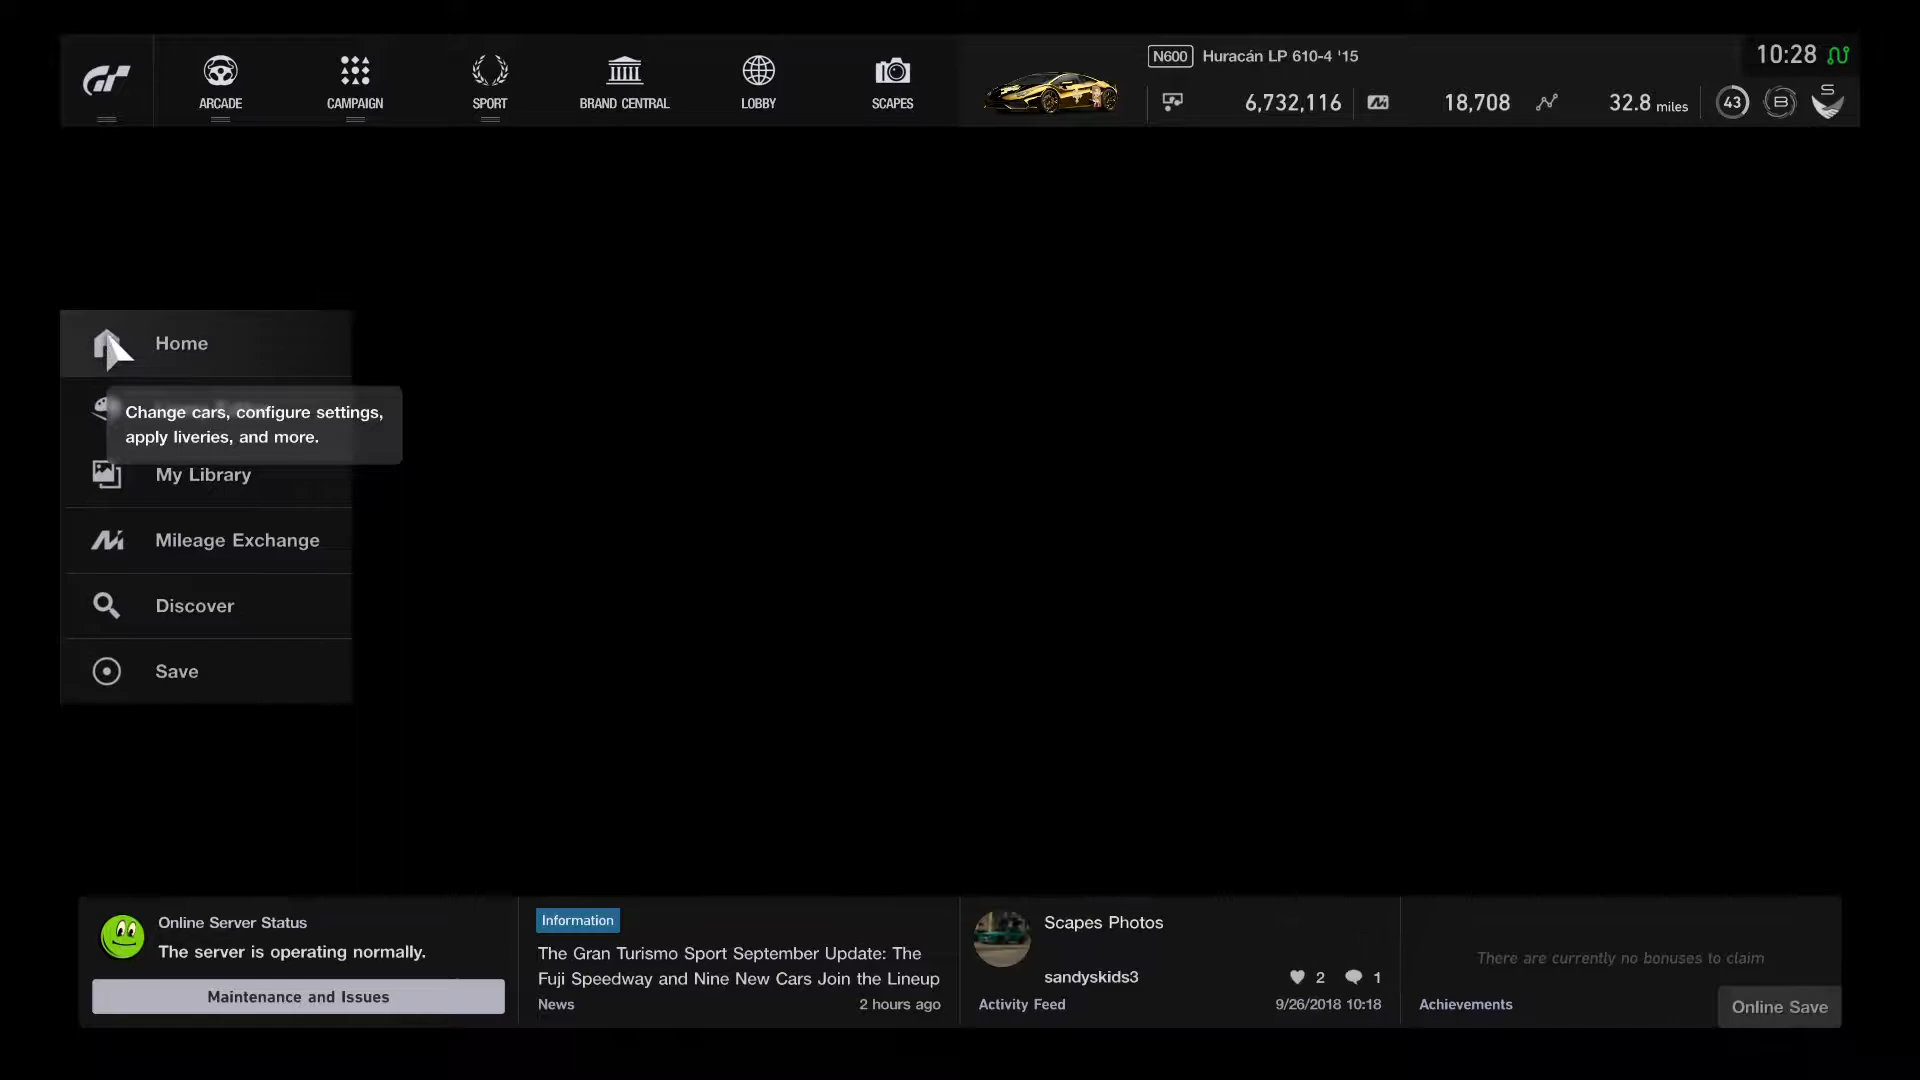 ARCADE
CAMPAIGN
SPORT
BRAND CENTRAL
LOBBY
SCAPES
N600 Huracán LP 610-4 '15
10:28
6,732,116
18,708
32.8 miles
43
B
S
Home
Change cars, configure settings,
apply liveries, and more.
My Library
Mileage Exchange
Discover
Save
Online Server Status
The server is operating normally.
Maintenance and Issues
Information
The Gran Turismo Sport September Update: The
Fuji Speedway and Nine New Cars Join the Lineup
News
2 hours ago
Scapes Photos
sandyskids3
2
1
Activity Feed
9/26/2018 10:18
There are currently no bonuses to claim
Achievements
Online Save